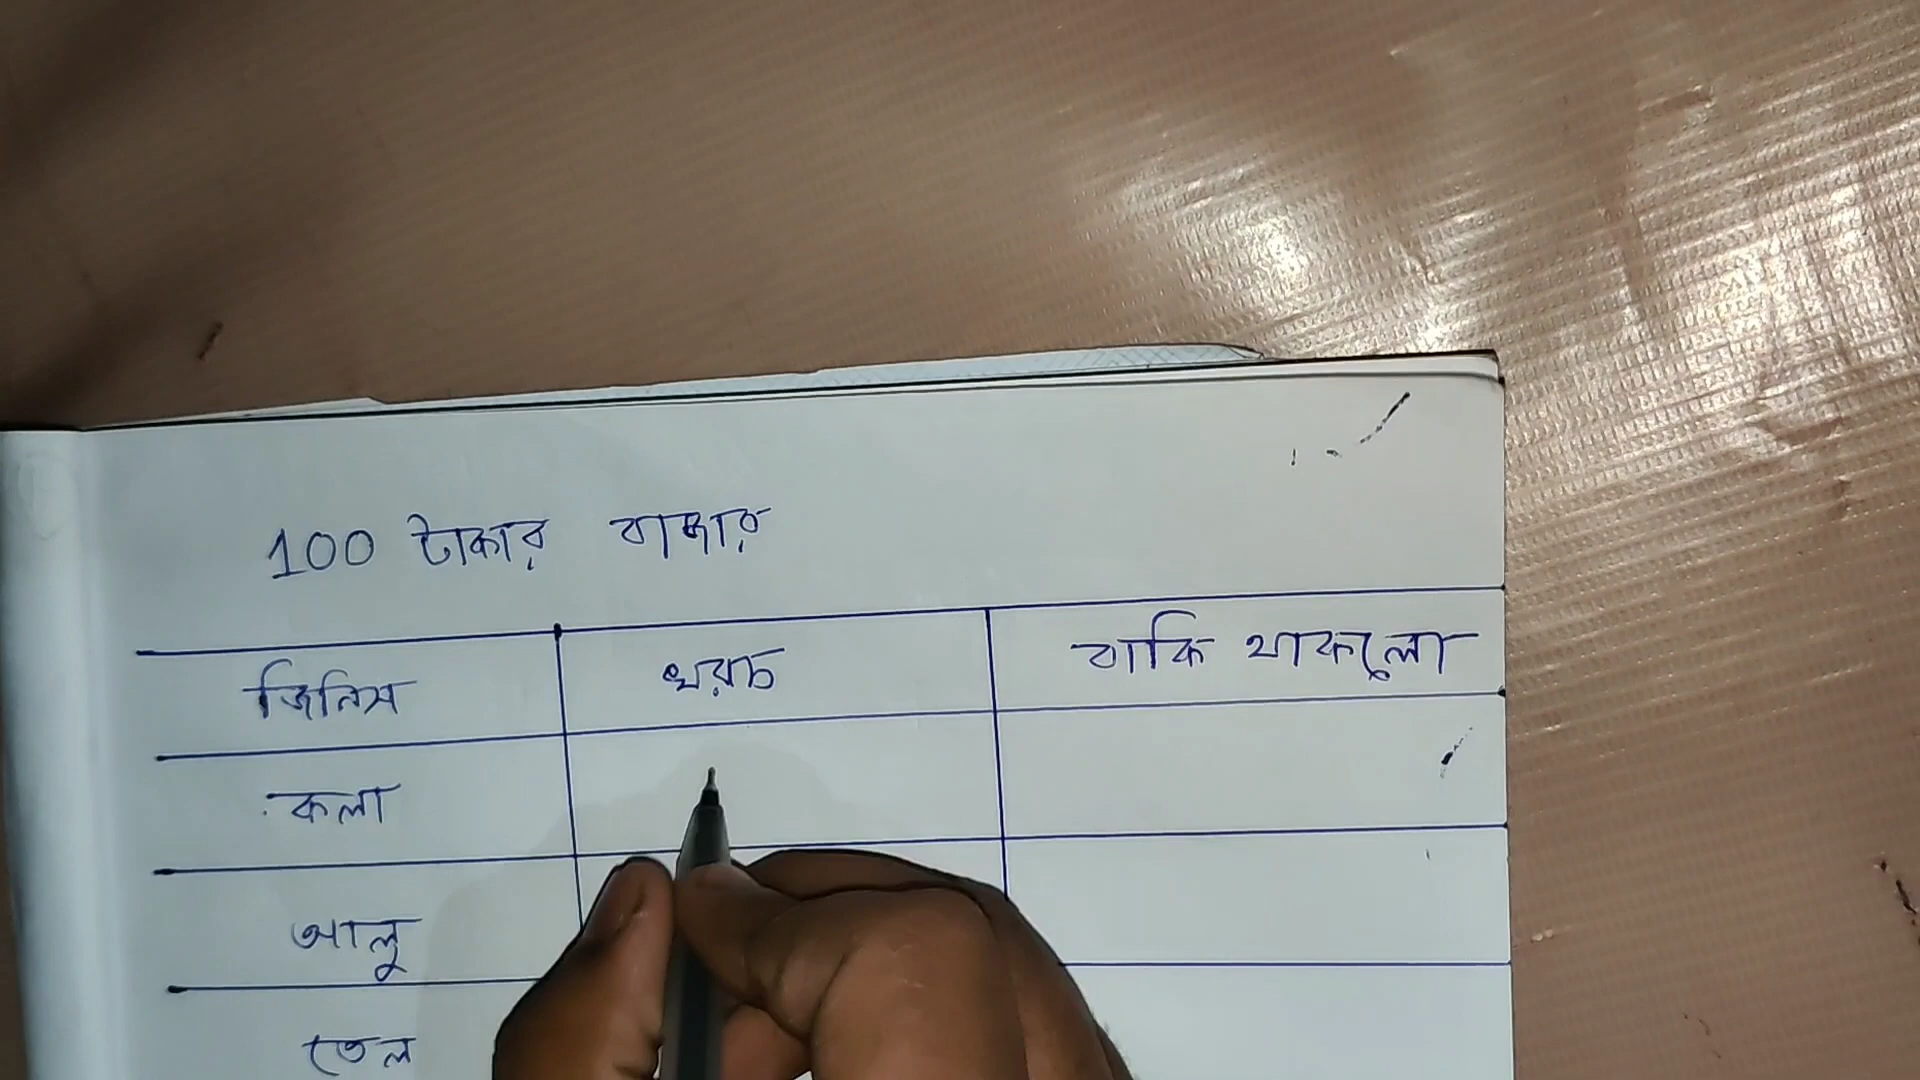 100 টাকার বাজার
জিনিস খরচ বাকি থাকলো
কলা
আলু
তেল